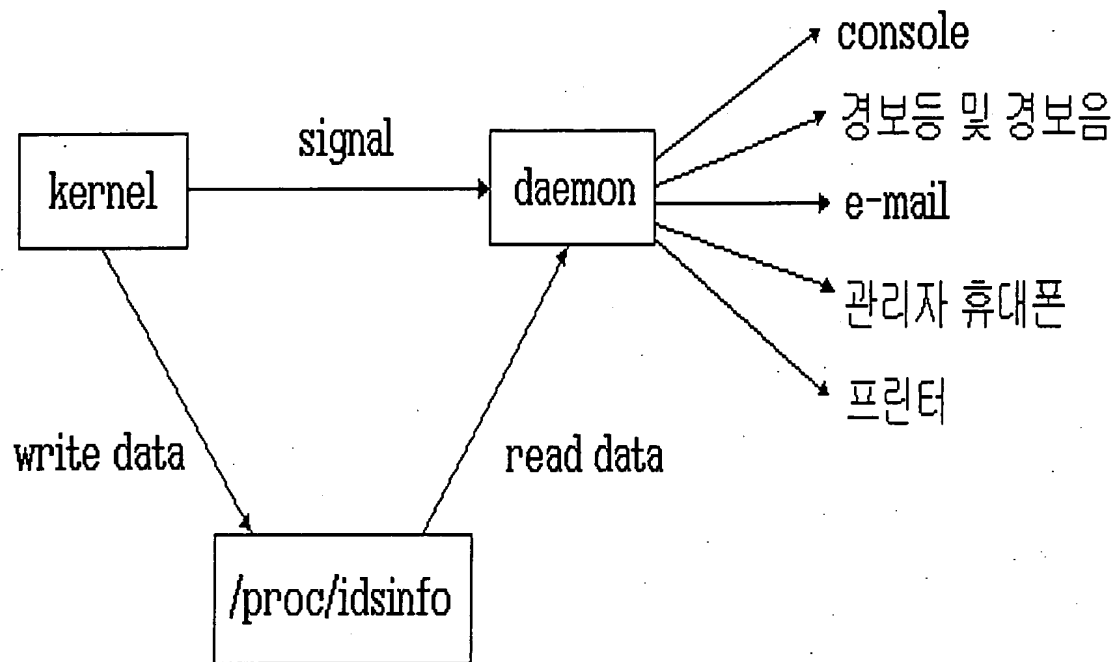 console
경보등 및 경보음
signal
kernel
daemon
e-mail
관리자 휴대폰
프린터
write data
read data
/proc/idsinfo